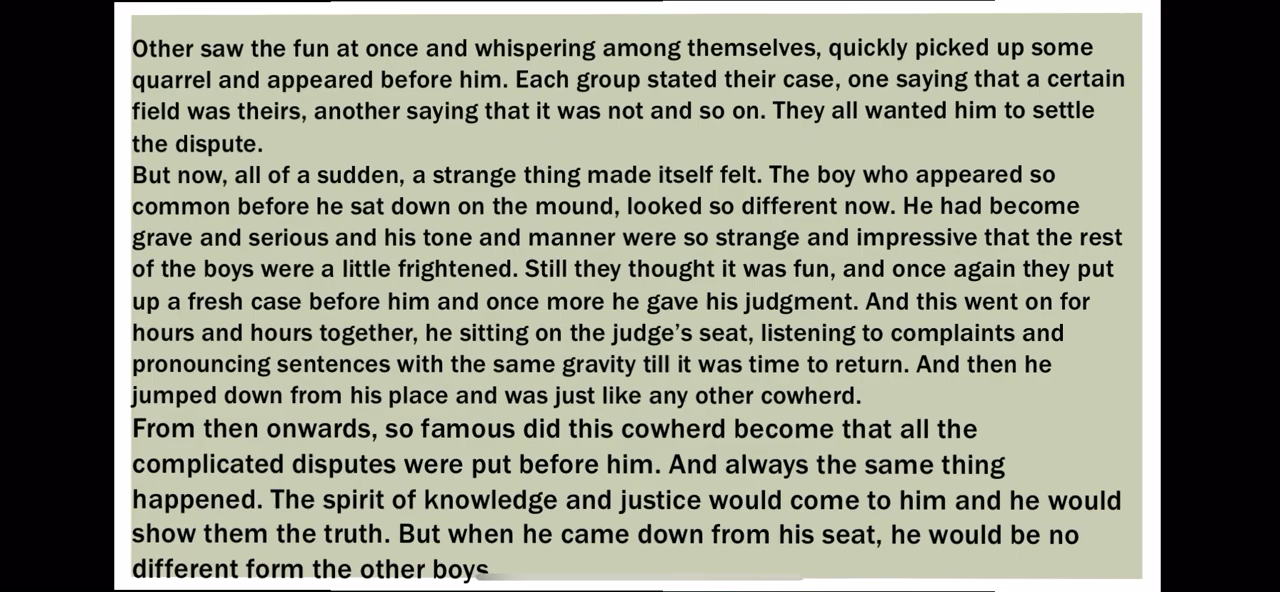 Other saw the fun at once and whispering among themselves, quickly picked up some
quarrel and appeared before him. Each group stated their case, one saying that a certain
field was theirs, another saying that it was not and so on. They all wanted him to settle
the dispute.
But now, all of a sudden, a strange thing made itself felt. The boy who appeared so
common before he sat down on the mound, looked so different now. He had become
grave and serious and his tone and manner were so strange and impressive that the rest
of the boys were a little frightened. Still they thought it was fun, and once again they put
up a fresh case before him and once more he gave his judgment. And this went on for
hours and hours together, he sitting on the judge’s seat, listening to complaints and
pronouncing sentences with the same gravity till it was time to return. And then he
jumped down from his place and was just like any other cowherd.
From then onwards, so famous did this cowherd become that all the
complicated disputes were put before him. And always the same thing
happened. The spirit of knowledge and justice would come to him and he would
show them the truth. But when he came down from his seat, he would be no
different form the other boys